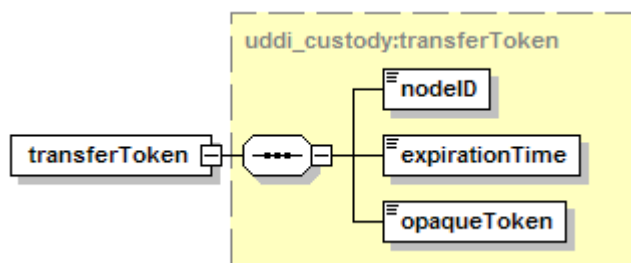 uddi_custody:transferToken
nodeID
transferToken
expirationTime
opaqueToken